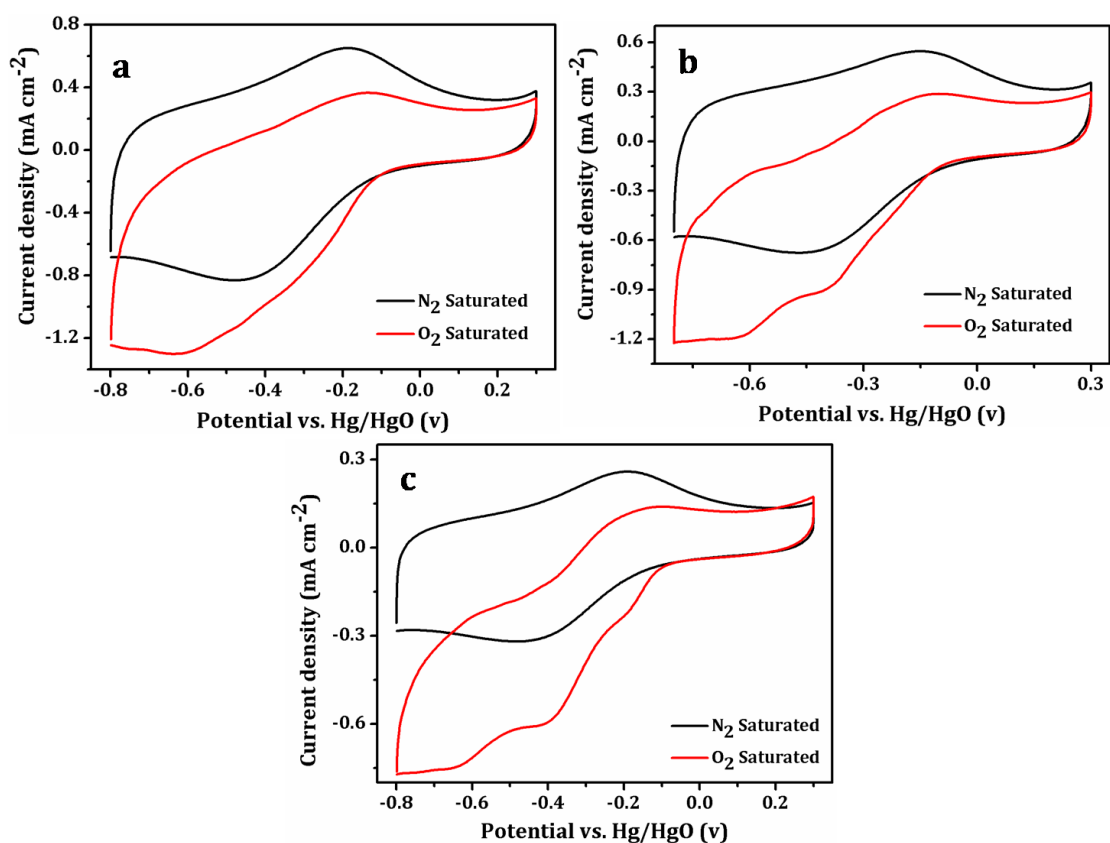 a
0.8
0.4
0.0
-0.4
-0.8
-1.2
Current density (mA cm-2)
N2 Saturated
O2 Saturated
-0.8 -0.6 -0.4 -0.2 0.0 0.2
Potential vs. Hg/HgO (v)
b
0.6
0.3
0.0
-0.3
-0.6
-0.9
-1.2
Current density (mA cm-2)
N2 Saturated
O2 Saturated
-0.6 -0.3 0.0 0.3
Potential vs. Hg/HgO (v)
c
0.3
0.0
-0.3
-0.6
Current density (mA cm-2)
N2 Saturated
O2 Saturated
-0.8 -0.6 -0.4 -0.2 0.0 0.2
Potential vs. Hg/HgO (v)